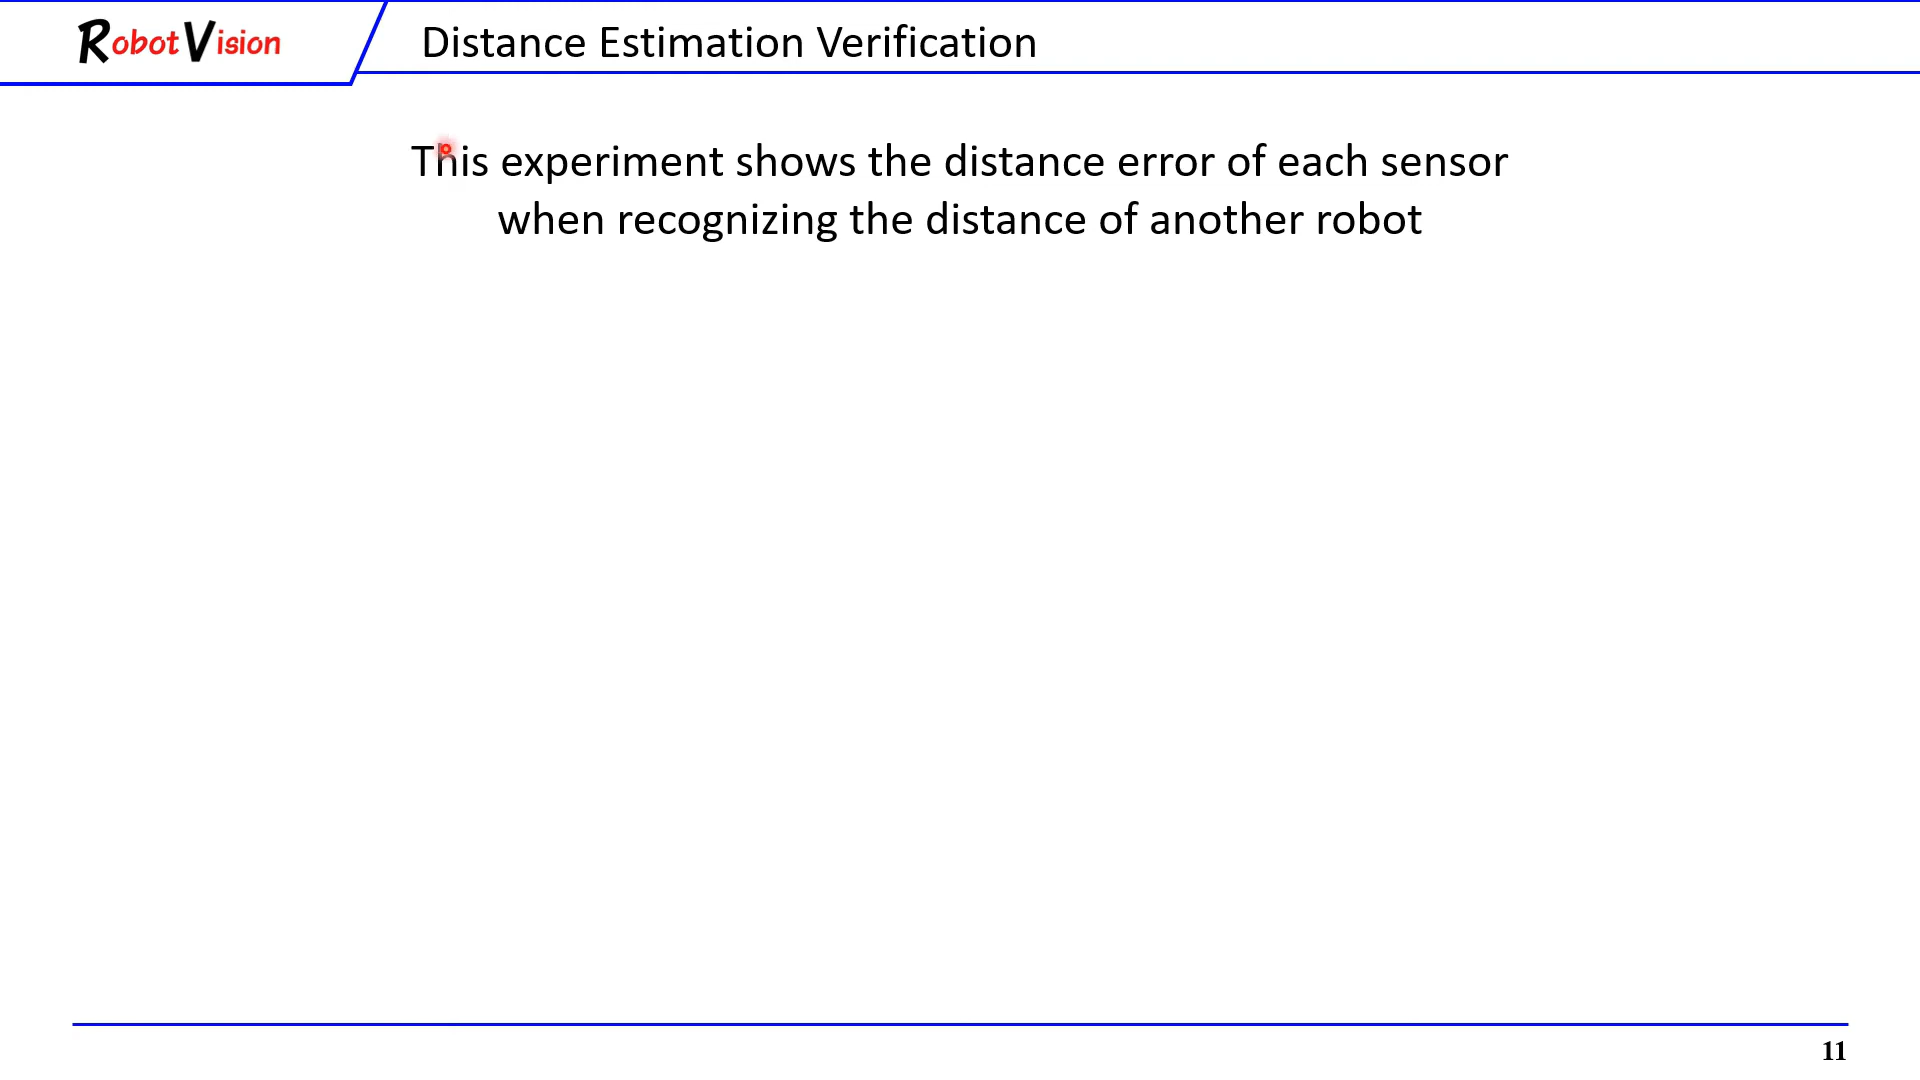 RobotVision
Distance Estimation Verification
This experiment shows the distance error of each sensor
when recognizing the distance of another robot
11